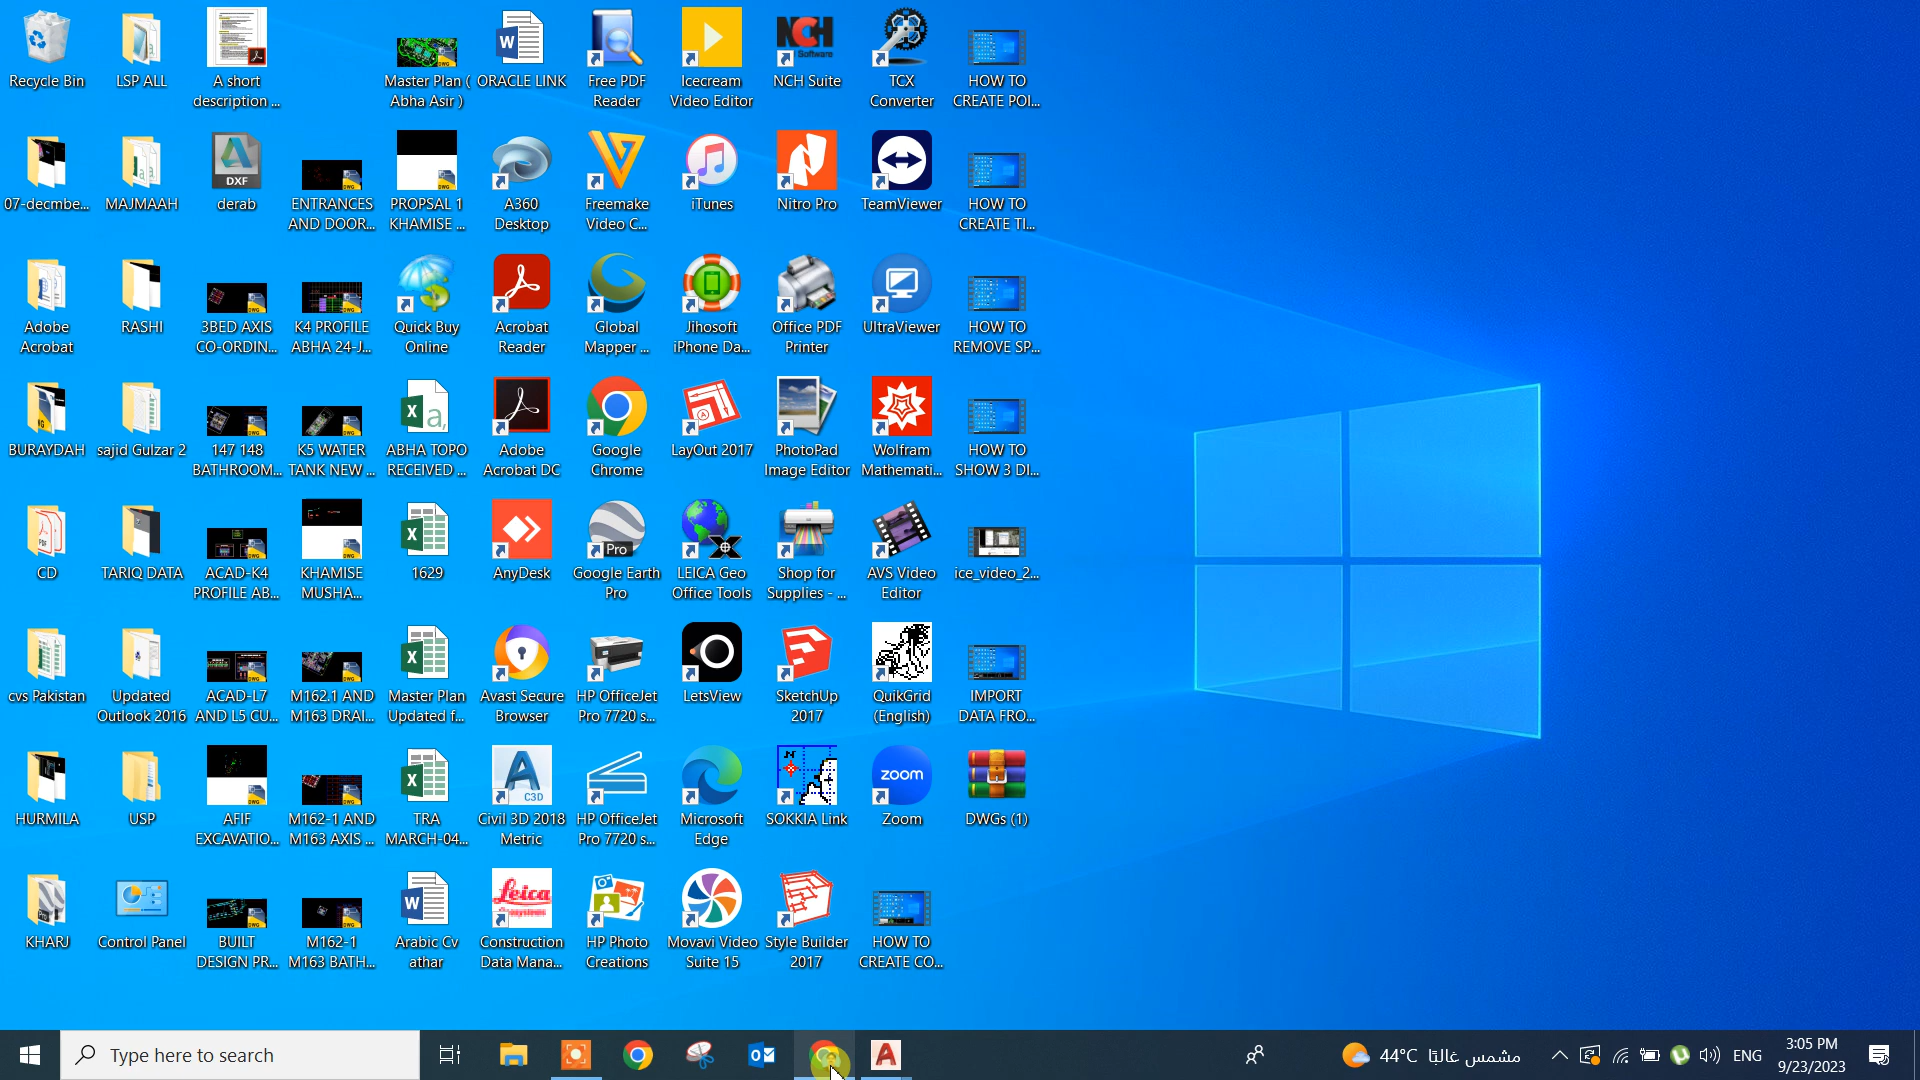 Recycle Bin
LSP ALL
A short
description ...
Master Plan (
Abha Asir )
ORACLE LINK
Free PDF
Reader
Icecream
Video Editor
NCH Suite
TCX
Converter
HOW TO
CREATE POI...
07-decmbe...
MAJMAAH
derab
ENTRANCES
AND DOOR...
PROPSAL 1
KHAMISE ...
A360
Desktop
Freemake
Video C...
iTunes
Nitro Pro
TeamViewer
HOW TO
CREATE TI...
Adobe
Acrobat
RASHI
3BED AXIS
CO-ORDIN...
K4 PROFILE
ABHA 24-J...
Quick Buy
Online
Acrobat
Reader
Global
Mapper ...
Jihosoft
iPhone Da...
Office PDF
Printer
UltraViewer
HOW TO
REMOVE SP...
BURAYDAH
sajid Gulzar 2
147 148
BATHROOM...
K5 WATER
TANK NEW ...
ABHA TOPO
RECEIVED ...
Adobe
Acrobat DC
Google
Chrome
LayOut 2017
PhotoPad
Image Editor
Wolfram
Mathemati...
HOW TO
SHOW 3 DI...
CD
TARIQ DATA
ACAD-K4
PROFILE AB...
KHAMISE
MUSHA...
1629
AnyDesk
Google Earth
Pro
LEICA Geo
Office Tools
Shop for
Supplies - ...
AVS Video
Editor
ice_video_2...
cvs Pakistan
Updated
Outlook 2016
ACAD-L7
AND L5 CU...
M162.1 AND
M163 DRAI...
Master Plan
Updated f...
Avast Secure
Browser
HP OfficeJet
Pro 7720 s...
LetsView
SketchUp
2017
QuikGrid
(English)
IMPORT
DATA FRO...
HURMILA
USP
AFIF
EXCAVATIO...
M162-1 AND
M163 AXIS ...
TRA
MARCH-04...
Civil 3D 2018
Metric
HP OfficeJet
Pro 7720 s...
Microsoft
Edge
SOKKIA Link
Zoom
DWGs (1)
KHARJ
Control Panel
BUILT
DESIGN PR...
M162-1
M163 BATH...
Arabic Cv
athar
Construction
Data Mana...
HP Photo
Creations
Movavi Video
Suite 15
Style Builder
2017
HOW TO
CREATE CO...
Type here to search
44°C مشمس غالبًا
ENG
3:05 PM
9/23/2023